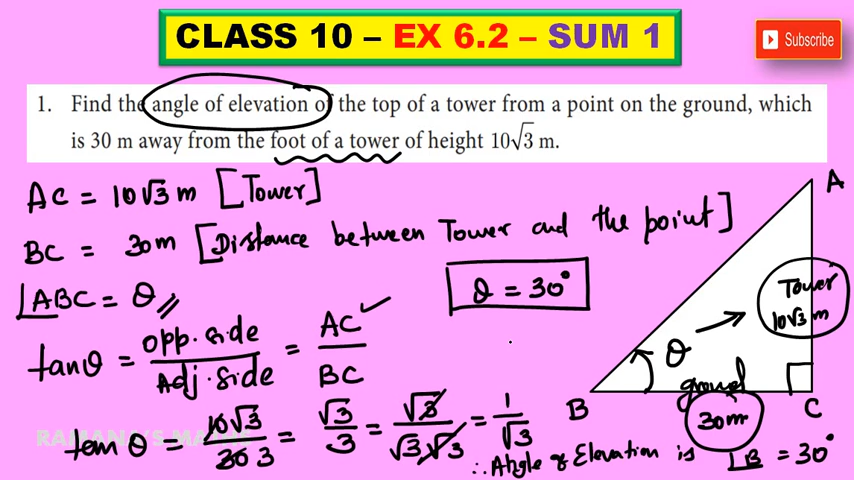 CLASS 10 – EX 6.2 – SUM 1
Subscribe
1. Find the angle of elevation of the top of a tower from a point on the ground, which
is 30 m away from the foot of a tower of height 10√3 m.
AC = 10√3 m [Tower]
BC = 30m [Distance between Tower and the point]
∠ABC = θ
θ = 30°
tanθ = opp. side / Adj. side = AC / BC
tan θ = 10√3 / 30 3 = √3 / 3 = √3 / √3.√3 = 1 / √3
∴ Angle of Elevation is ∠B = 30°
A
Tower
10√3 m
θ
ground
B
30m
C